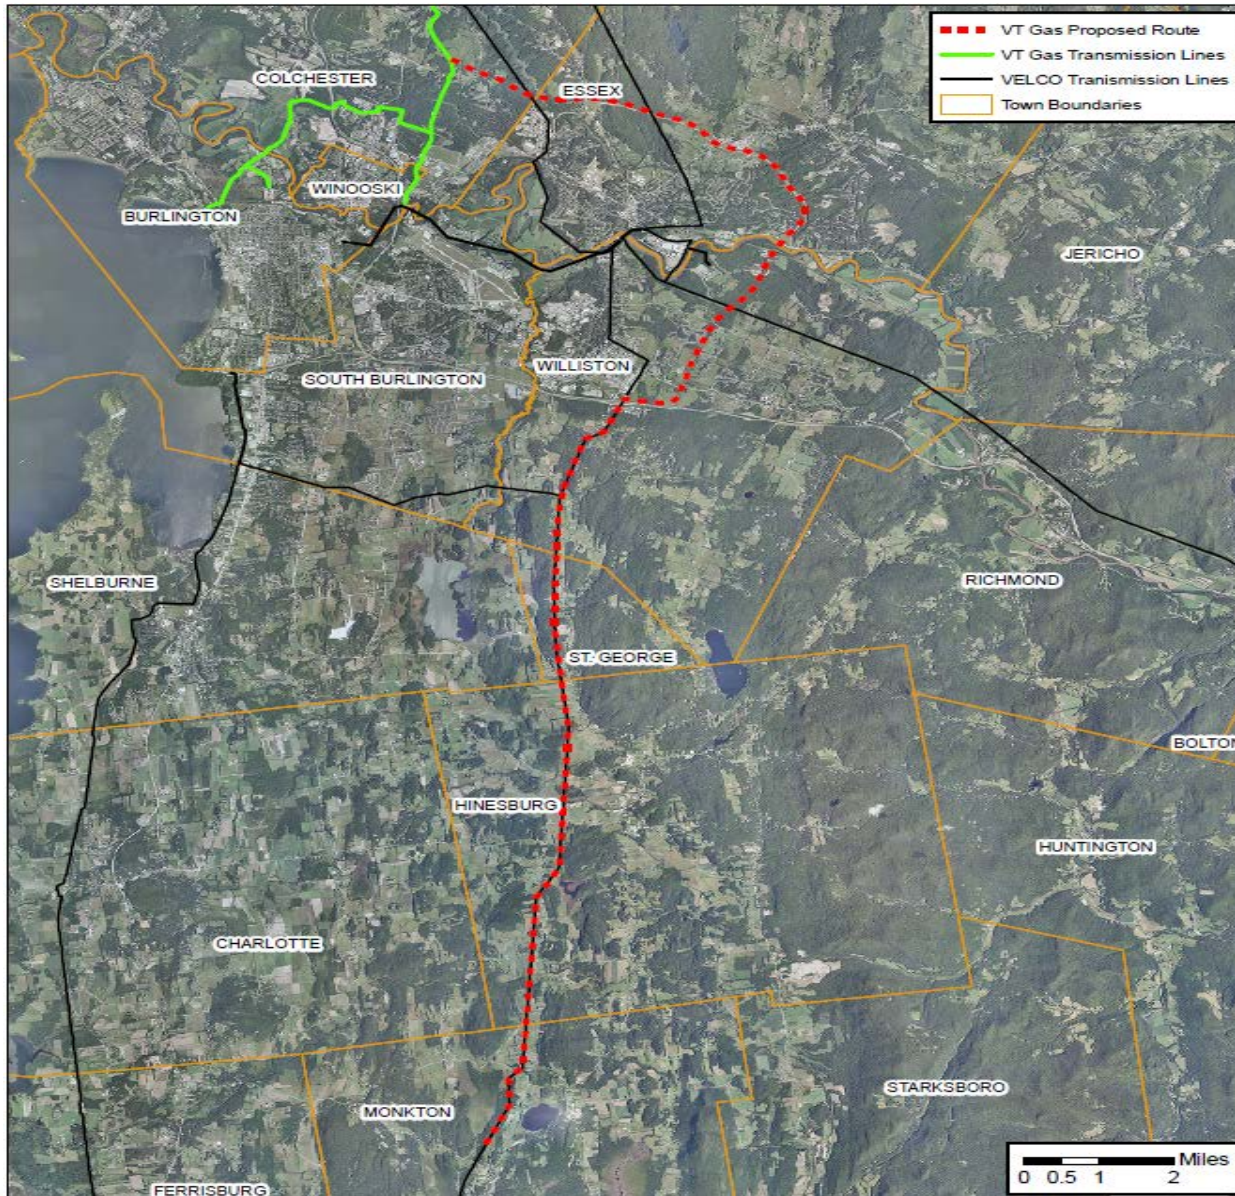 VT Gas Proposed Route
VT Gas Transmission Lines
VELCO Tranismission Lines
Town Boundaries
COLCHESTER
ESSEX
WINOOSKI
BURLINGTON
JERICHO
WILLISTON
SOUTH BURLINGTON
SHELBURNE
RICHMOND
ST. GEORGE
BOLTON
HINESBURG
HUNTINGTON
CHARLOTTE
STARKSBORO
MONKTON
FERRISBURG
Miles
0 0.5 1 2